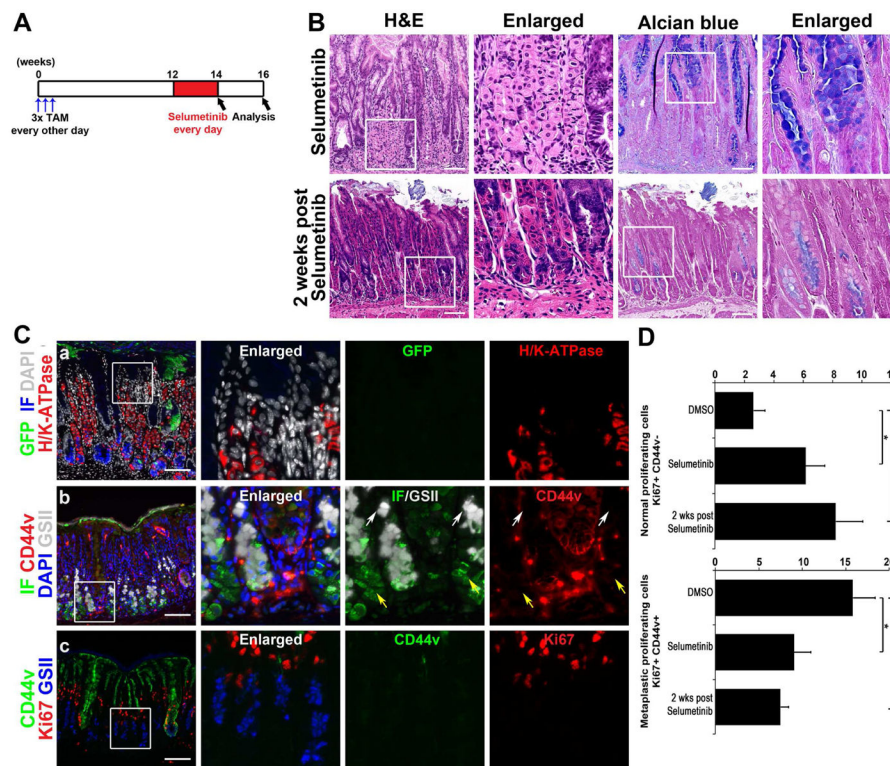 A
(weeks)
0 12 14 16
3x TAM
every other day
Selumetinib
every day
Analysis
B
H&E Enlarged Alcian blue Enlarged
Selumetinib
2 weeks post
Selumetinib
C
GFP IF DAPI
H/K-ATPase
a
Enlarged
GFP
H/K-ATPase
IF CD44v
DAPI GSII
b
Enlarged
IF/GSII
CD44v
CD44v
Ki67 GSII
c
Enlarged
CD44v
Ki67
D
Normal proliferating cells
Ki67+ CD44v-
0 2 4 6 8 10
DMSO
Selumetinib
2 wks post
Selumetinib
*
Metaplastic proliferating cells
Ki67+ CD44v+
0 5 10 15
DMSO
Selumetinib
2 wks post
Selumetinib
*